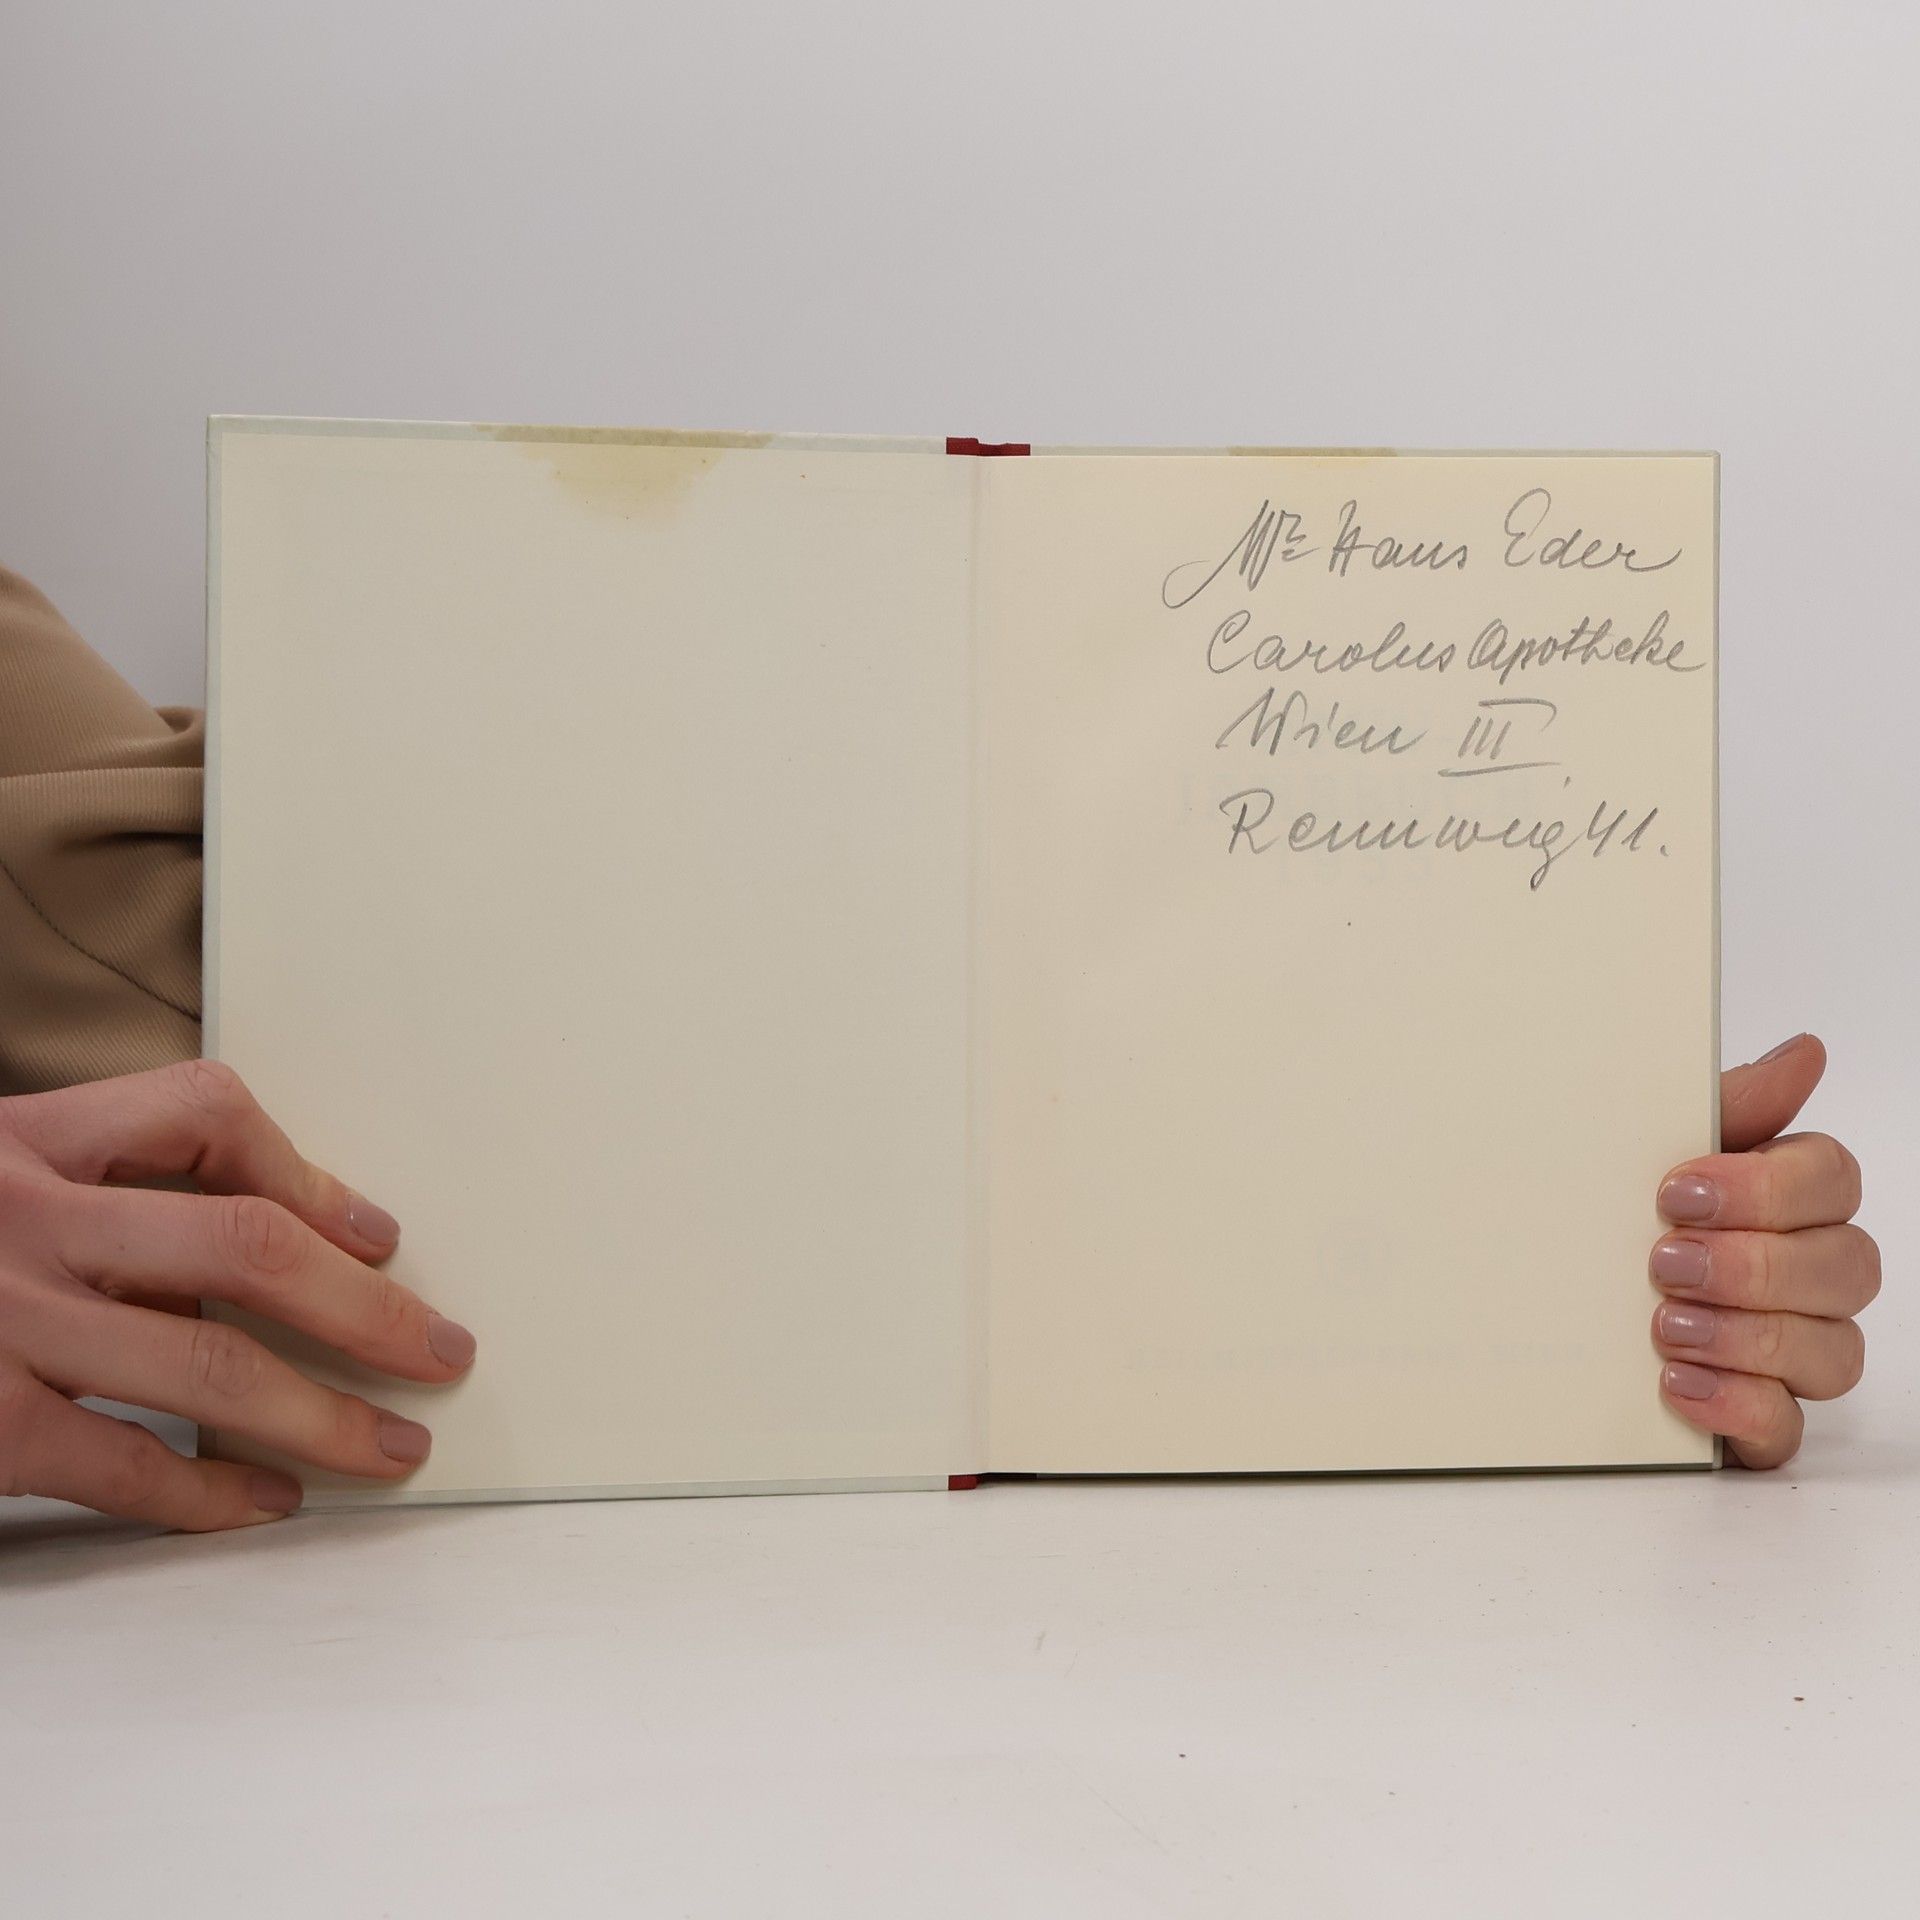 Mr Hans Eder
Carolus Apotheke
Wien III.
Rennweg 41.